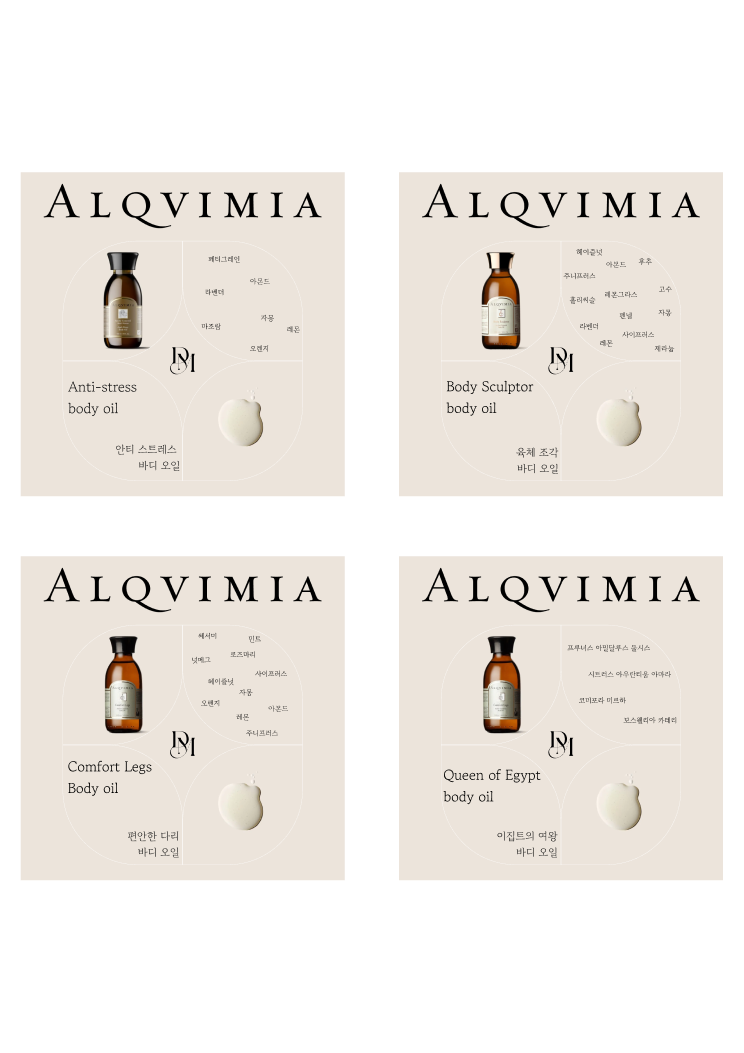 ALQVIMIA
페티그레인
아몬드
라벤더
자몽
마조람
레몬
오렌지
DM
Anti-stress
body oil
안티 스트레스
바디 오일
ALQVIMIA
헤이즐넛
아몬드
후추
주니프러스
고수
홀리씨슬
레몬그라스
자몽
펜넬
라벤더
사이프러스
레몬
제라늄
DM
Body Sculptor
body oil
육체 조각
바디 오일
ALQVIMIA
쉐서미
민트
로즈마리
넛메그
사이프러스
헤이즐넛
자몽
오렌지
아몬드
레몬
주니프러스
DM
Comfort Legs
Body oil
편안한 다리
바디 오일
ALQVIMIA
프루너스 아밀달루스 둘시스
시트러스 아우란티움 아마라
코미포라 미르하
보스웰리아 카테리
DM
Queen of Egypt
body oil
이집트의 여왕
바디 오일